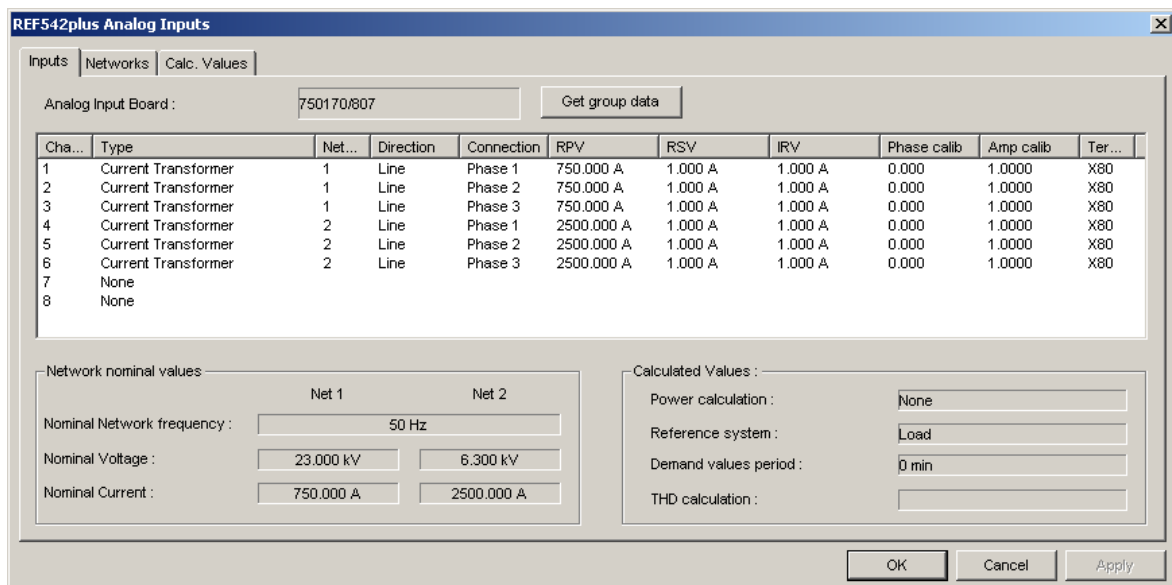 REF542plus Analog Inputs
Inputs Networks Calc. Values
Analog Input Board : 750170/807 Get group data
Cha... Type Net... Direction Connection RPV RSV IRV Phase calib Amp calib Ter...
1 Current Transformer 1 Line Phase 1 750.000 A 1.000 A 1.000 A 0.000 1.0000 X80
2 Current Transformer 1 Line Phase 2 750.000 A 1.000 A 1.000 A 0.000 1.0000 X80
3 Current Transformer 1 Line Phase 3 750.000 A 1.000 A 1.000 A 0.000 1.0000 X80
4 Current Transformer 2 Line Phase 1 2500.000 A 1.000 A 1.000 A 0.000 1.0000 X80
5 Current Transformer 2 Line Phase 2 2500.000 A 1.000 A 1.000 A 0.000 1.0000 X80
6 Current Transformer 2 Line Phase 3 2500.000 A 1.000 A 1.000 A 0.000 1.0000 X80
7 None
8 None
Network nominal values
Net 1 Net 2
Nominal Network frequency : 50 Hz
Nominal Voltage : 23.000 kV 6.300 kV
Nominal Current : 750.000 A 2500.000 A
Calculated Values :
Power calculation : None
Reference system : Load
Demand values period : 0 min
THD calculation :
OK Cancel Apply